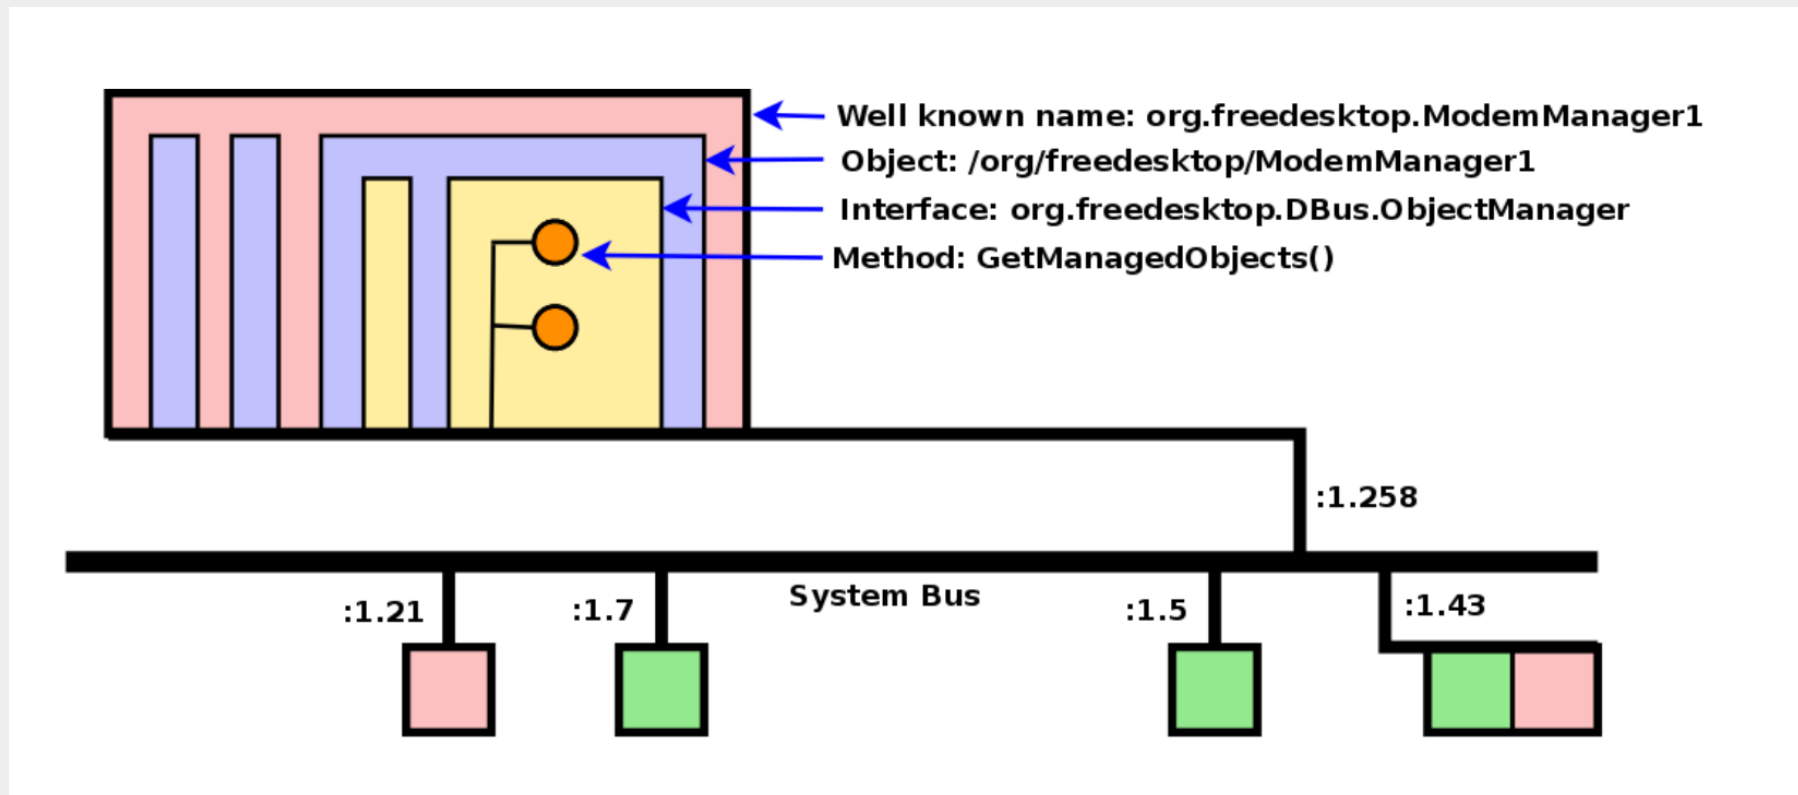 Well known name: org.freedesktop.ModemManager1
Object: /org/freedesktop/ModemManager1
Interface: org.freedesktop.DBus.ObjectManager
Method: GetManagedObjects()
:1.258
System Bus
:1.21
:1.7
:1.5
:1.43